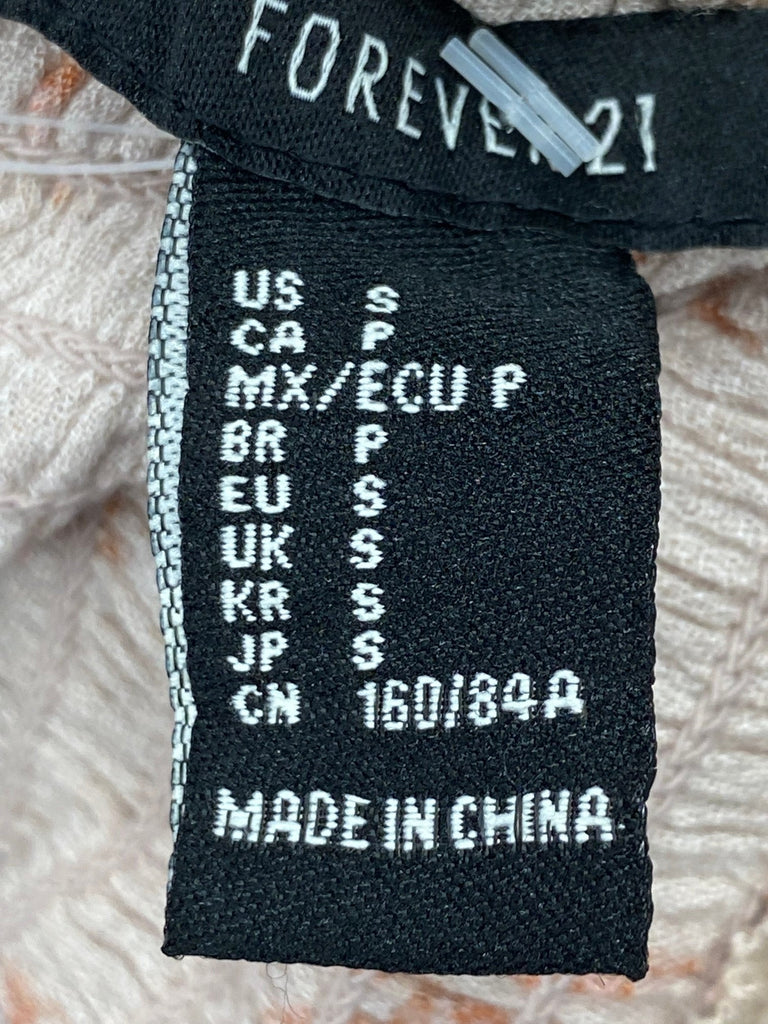 FOREVER 21
US S
CA P
MX/ECU P
BR P
EU S
UK S
KR S
JP S
CN 160/84A
MADE IN CHINA